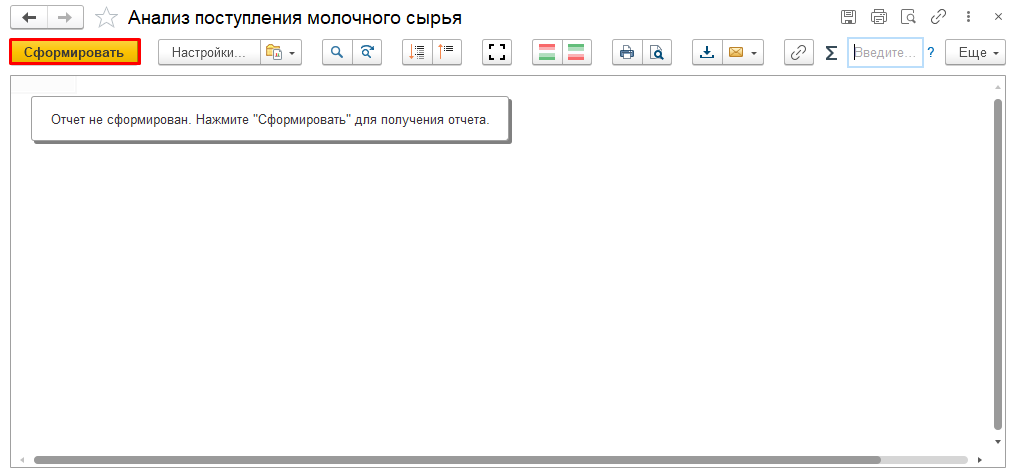 Анализ поступления молочного сырья
Сформировать Настройки... Σ Введите... ? Еще
Отчет не сформирован. Нажмите "Сформировать" для получения отчета.